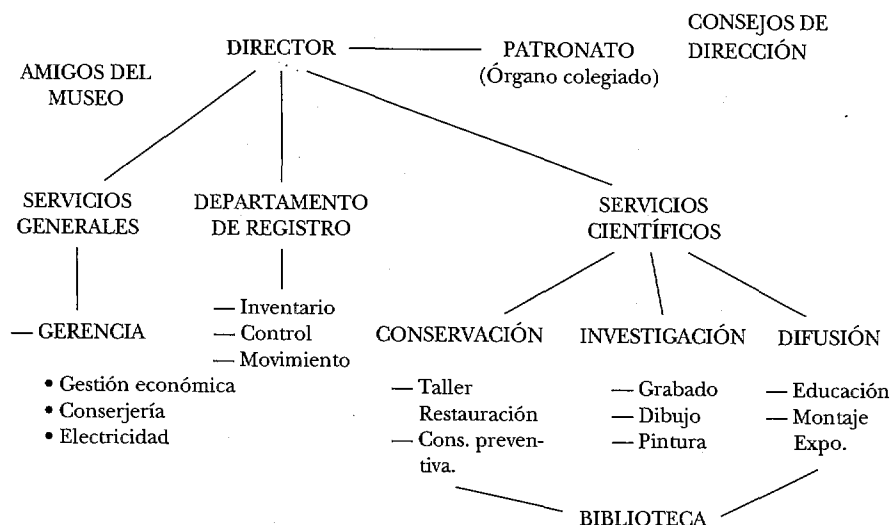 CONSEJOS DE
DIRECCIÓN
DIRECTOR
PATRONATO
(Órgano colegiado)
AMIGOS DEL
MUSEO
SERVICIOS
GENERALES
DEPARTAMENTO
DE REGISTRO
SERVICIOS
CIENTÍFICOS
— GERENCIA
• Gestión económica
• Conserjería
• Electricidad
— Inventario
— Control
— Movimiento
CONSERVACIÓN
— Taller
Restauración
— Cons. preven-
tiva.
INVESTIGACIÓN
— Grabado
— Dibujo
— Pintura
DIFUSIÓN
— Educación
— Montaje
Expo.
BIBLIOTECA